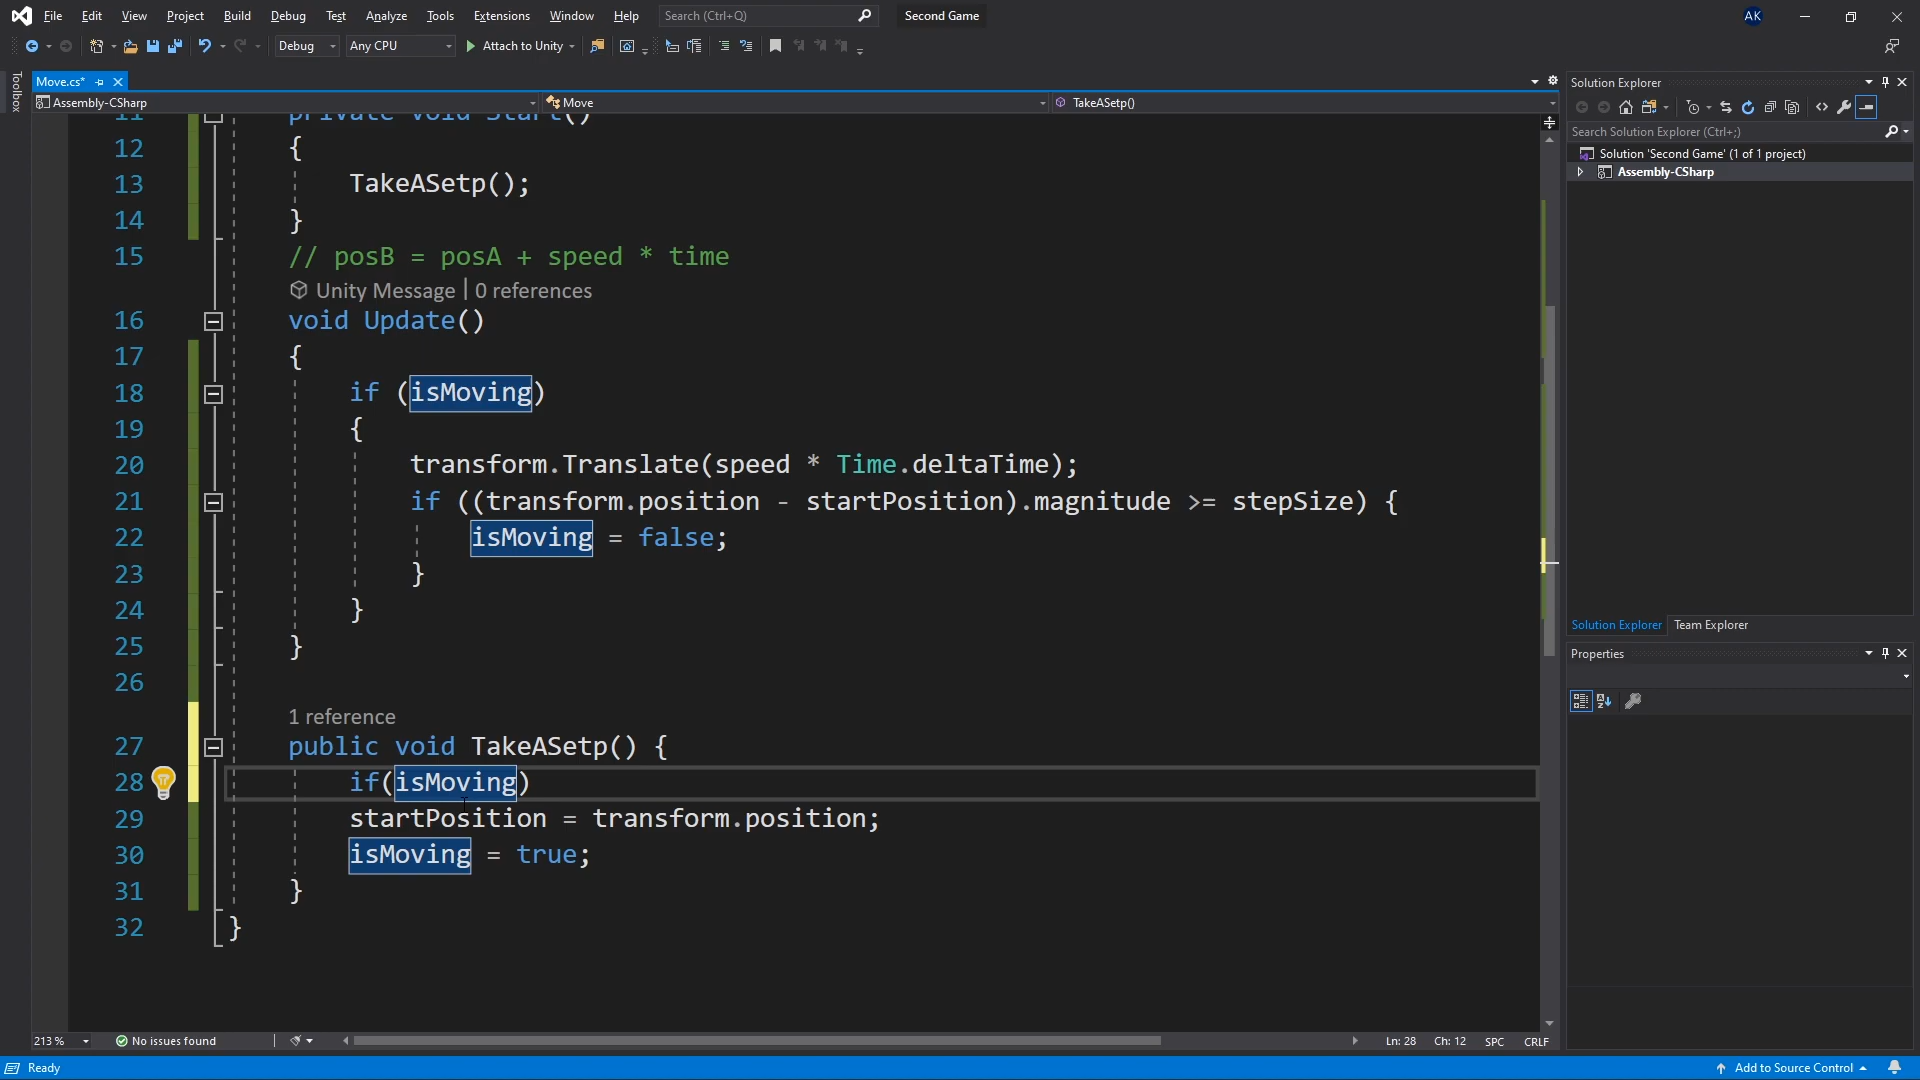 File Edit View Project Build Debug Test Analyze Tools Extensions Window Help Search (Ctrl+Q) Second Game AK
Debug Any CPU Attach to Unity
Toolbox
Move.cs*
Assembly-CSharp Move TakeASetp()
11 private void Start()
12 {
13 TakeASetp();
14 }
15 // posB = posA + speed * time
Unity Message | 0 references
16 void Update()
17 {
18 if (isMoving)
19 {
20 transform.Translate(speed * Time.deltaTime);
21 if ((transform.position - startPosition).magnitude >= stepSize) {
22 isMoving = false;
23 }
24 }
25 }
26
1 reference
27 public void TakeASetp() {
28 if(isMoving)
29 startPosition = transform.position;
30 isMoving = true;
31 }
32 }
213 % No issues found Ln: 28 Ch: 12 SPC CRLF
Ready Add to Source Control
Solution Explorer
Search Solution Explorer (Ctrl+;)
Solution 'Second Game' (1 of 1 project)
Assembly-CSharp
Solution Explorer Team Explorer
Properties